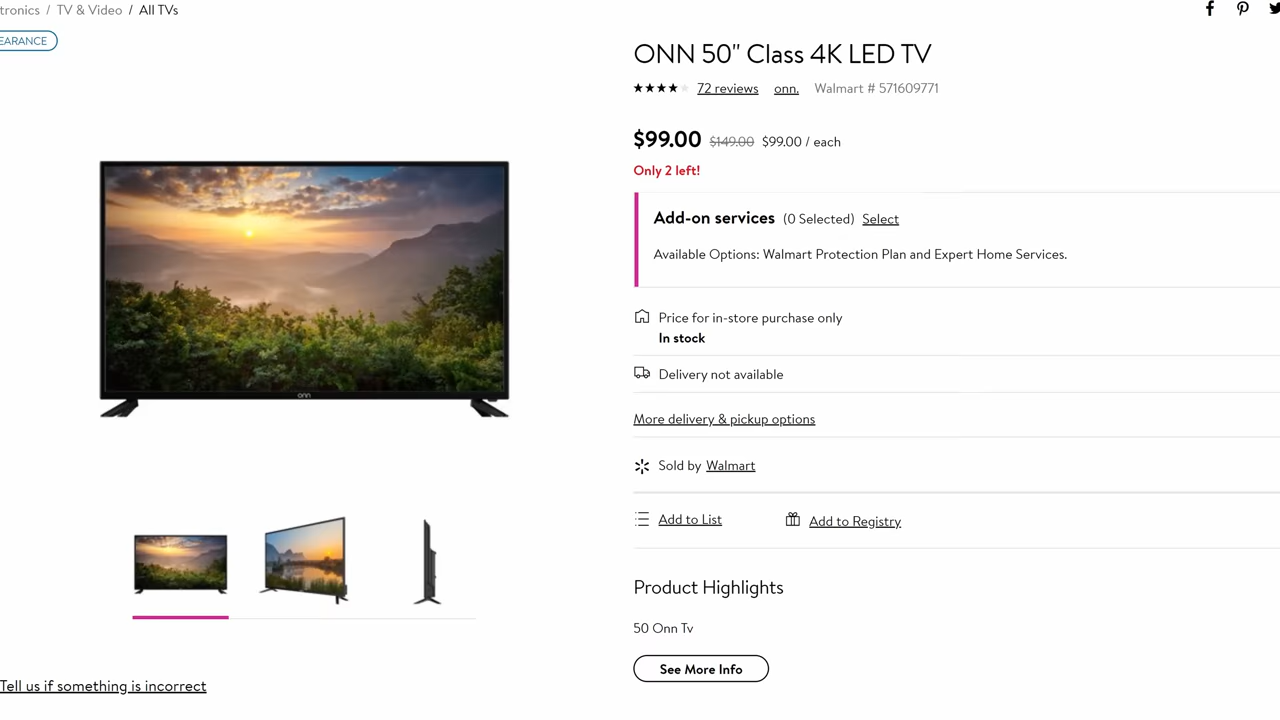 tronics / TV & Video / All TVs
EARANCE
ONN 50" Class 4K LED TV
72 reviews onn. Walmart # 571609771
$99.00 $149.00 $99.00 / each
Only 2 left!
Add-on services (0 Selected) Select
Available Options: Walmart Protection Plan and Expert Home Services.
Price for in-store purchase only
In stock
Delivery not available
More delivery & pickup options
Sold by Walmart
Add to List Add to Registry
Product Highlights
50 Onn Tv
See More Info
onn
Tell us if something is incorrect